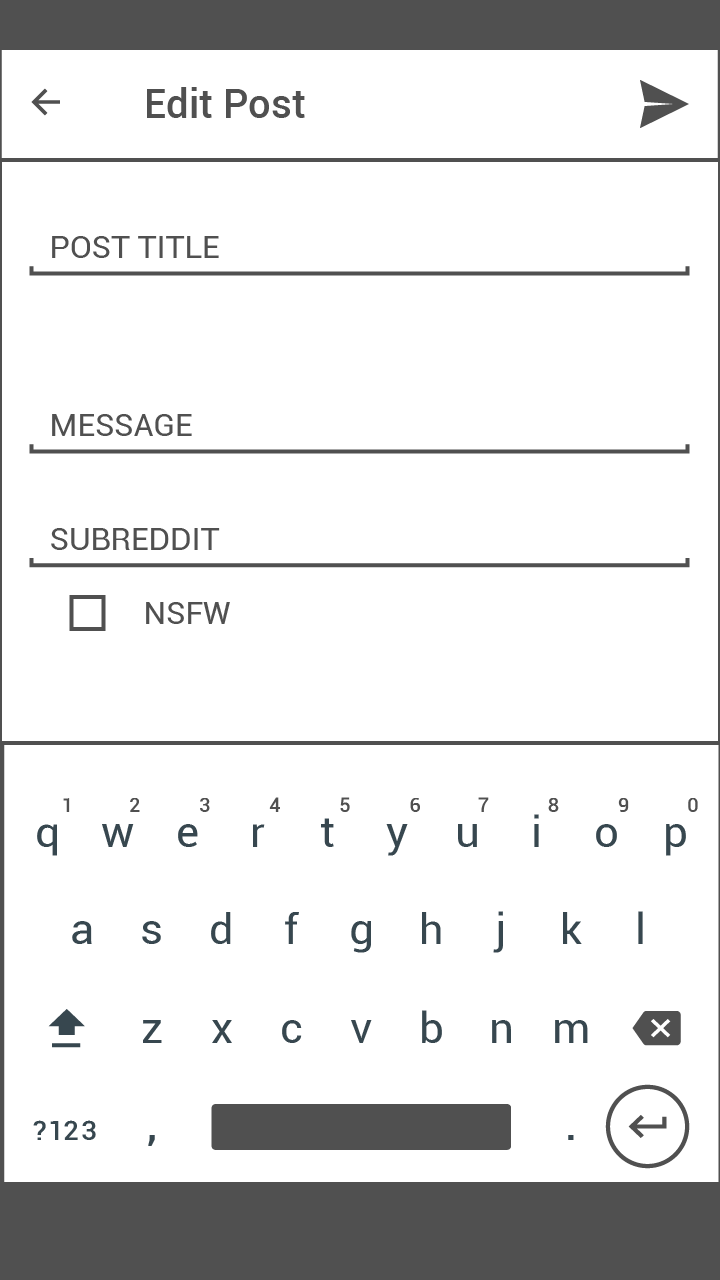 Edit Post
POST TITLE
MESSAGE
SUBREDDIT
NSFW
1 2 3 4 5 6 7 8 9 0
q w e r t y u i o p
a s d f g h j k l
z x c v b n m
?123 , .